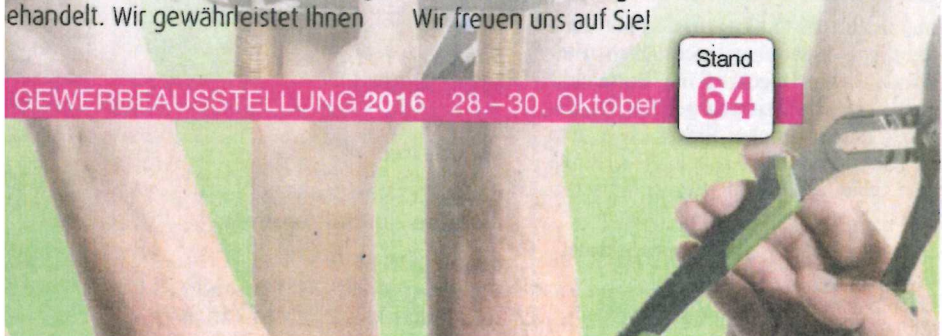 ehandelt. Wir gewährleistet Ihnen
Wir freuen uns auf Sie!
GEWERBEAUSSTELLUNG 2016 28.–30. Oktober
Stand
64